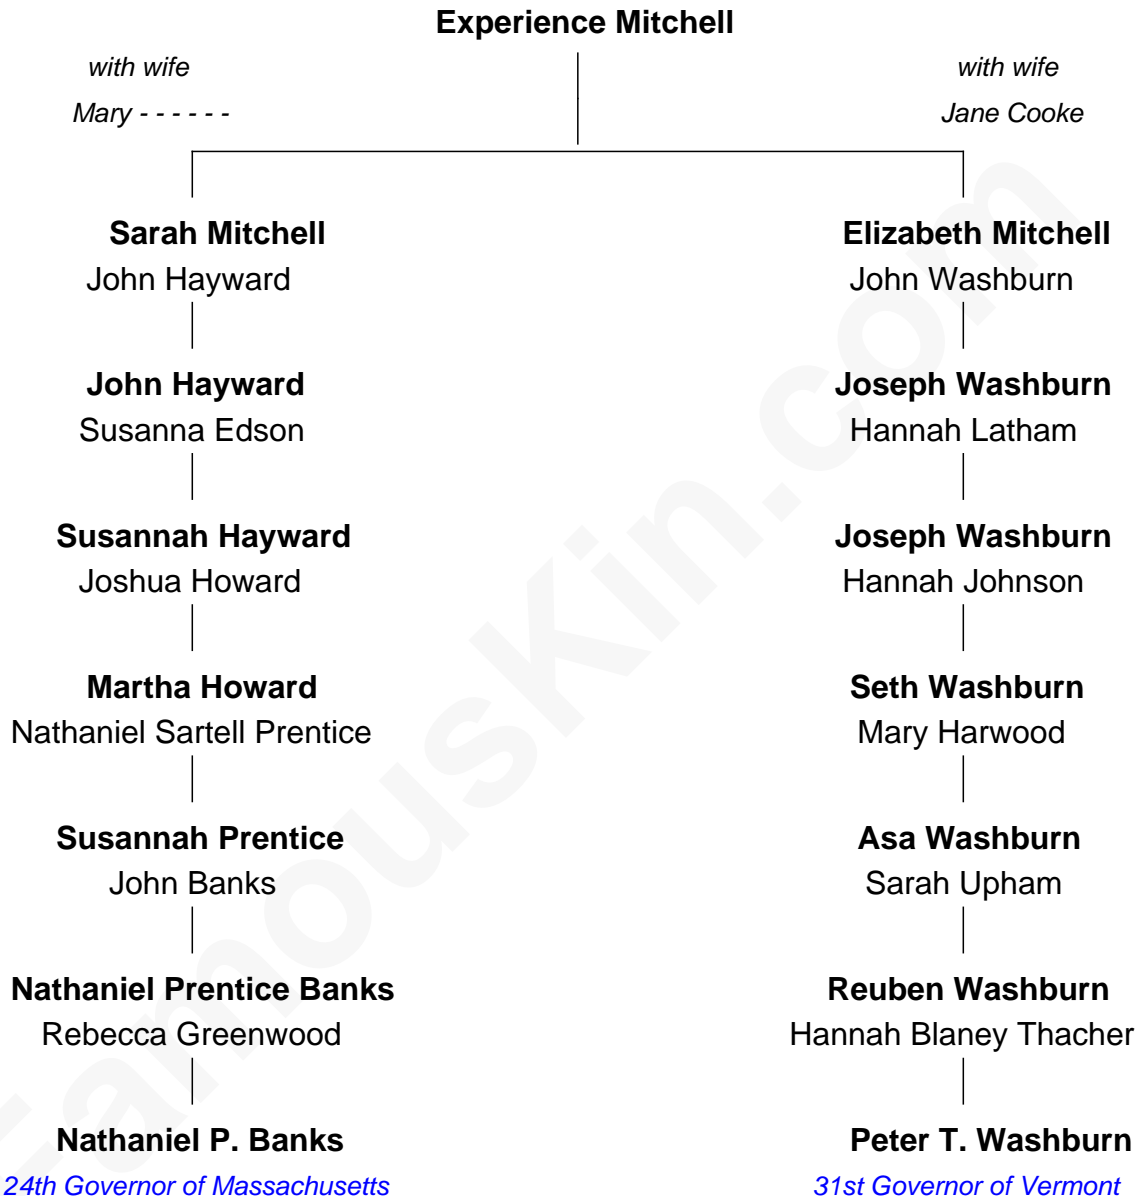 Experience Mitchell
with wife
with wife
Mary - - - - - -
Jane Cooke
Sarah Mitchell
Elizabeth Mitchell
John Hayward
John Washburn
John Hayward
Joseph Washburn
Susanna Edson
Hannah Latham
Susannah Hayward
Joseph Washburn
Joshua Howard
Hannah Johnson
Martha Howard
Seth Washburn
Nathaniel Sartell Prentice
Mary Harwood
Susannah Prentice
Asa Washburn
John Banks
Sarah Upham
Nathaniel Prentice Banks
Reuben Washburn
Rebecca Greenwood
Hannah Blaney Thacher
Nathaniel P. Banks
Peter T. Washburn
24th Governor of Massachusetts
31st Governor of Vermont
FamousKin.com